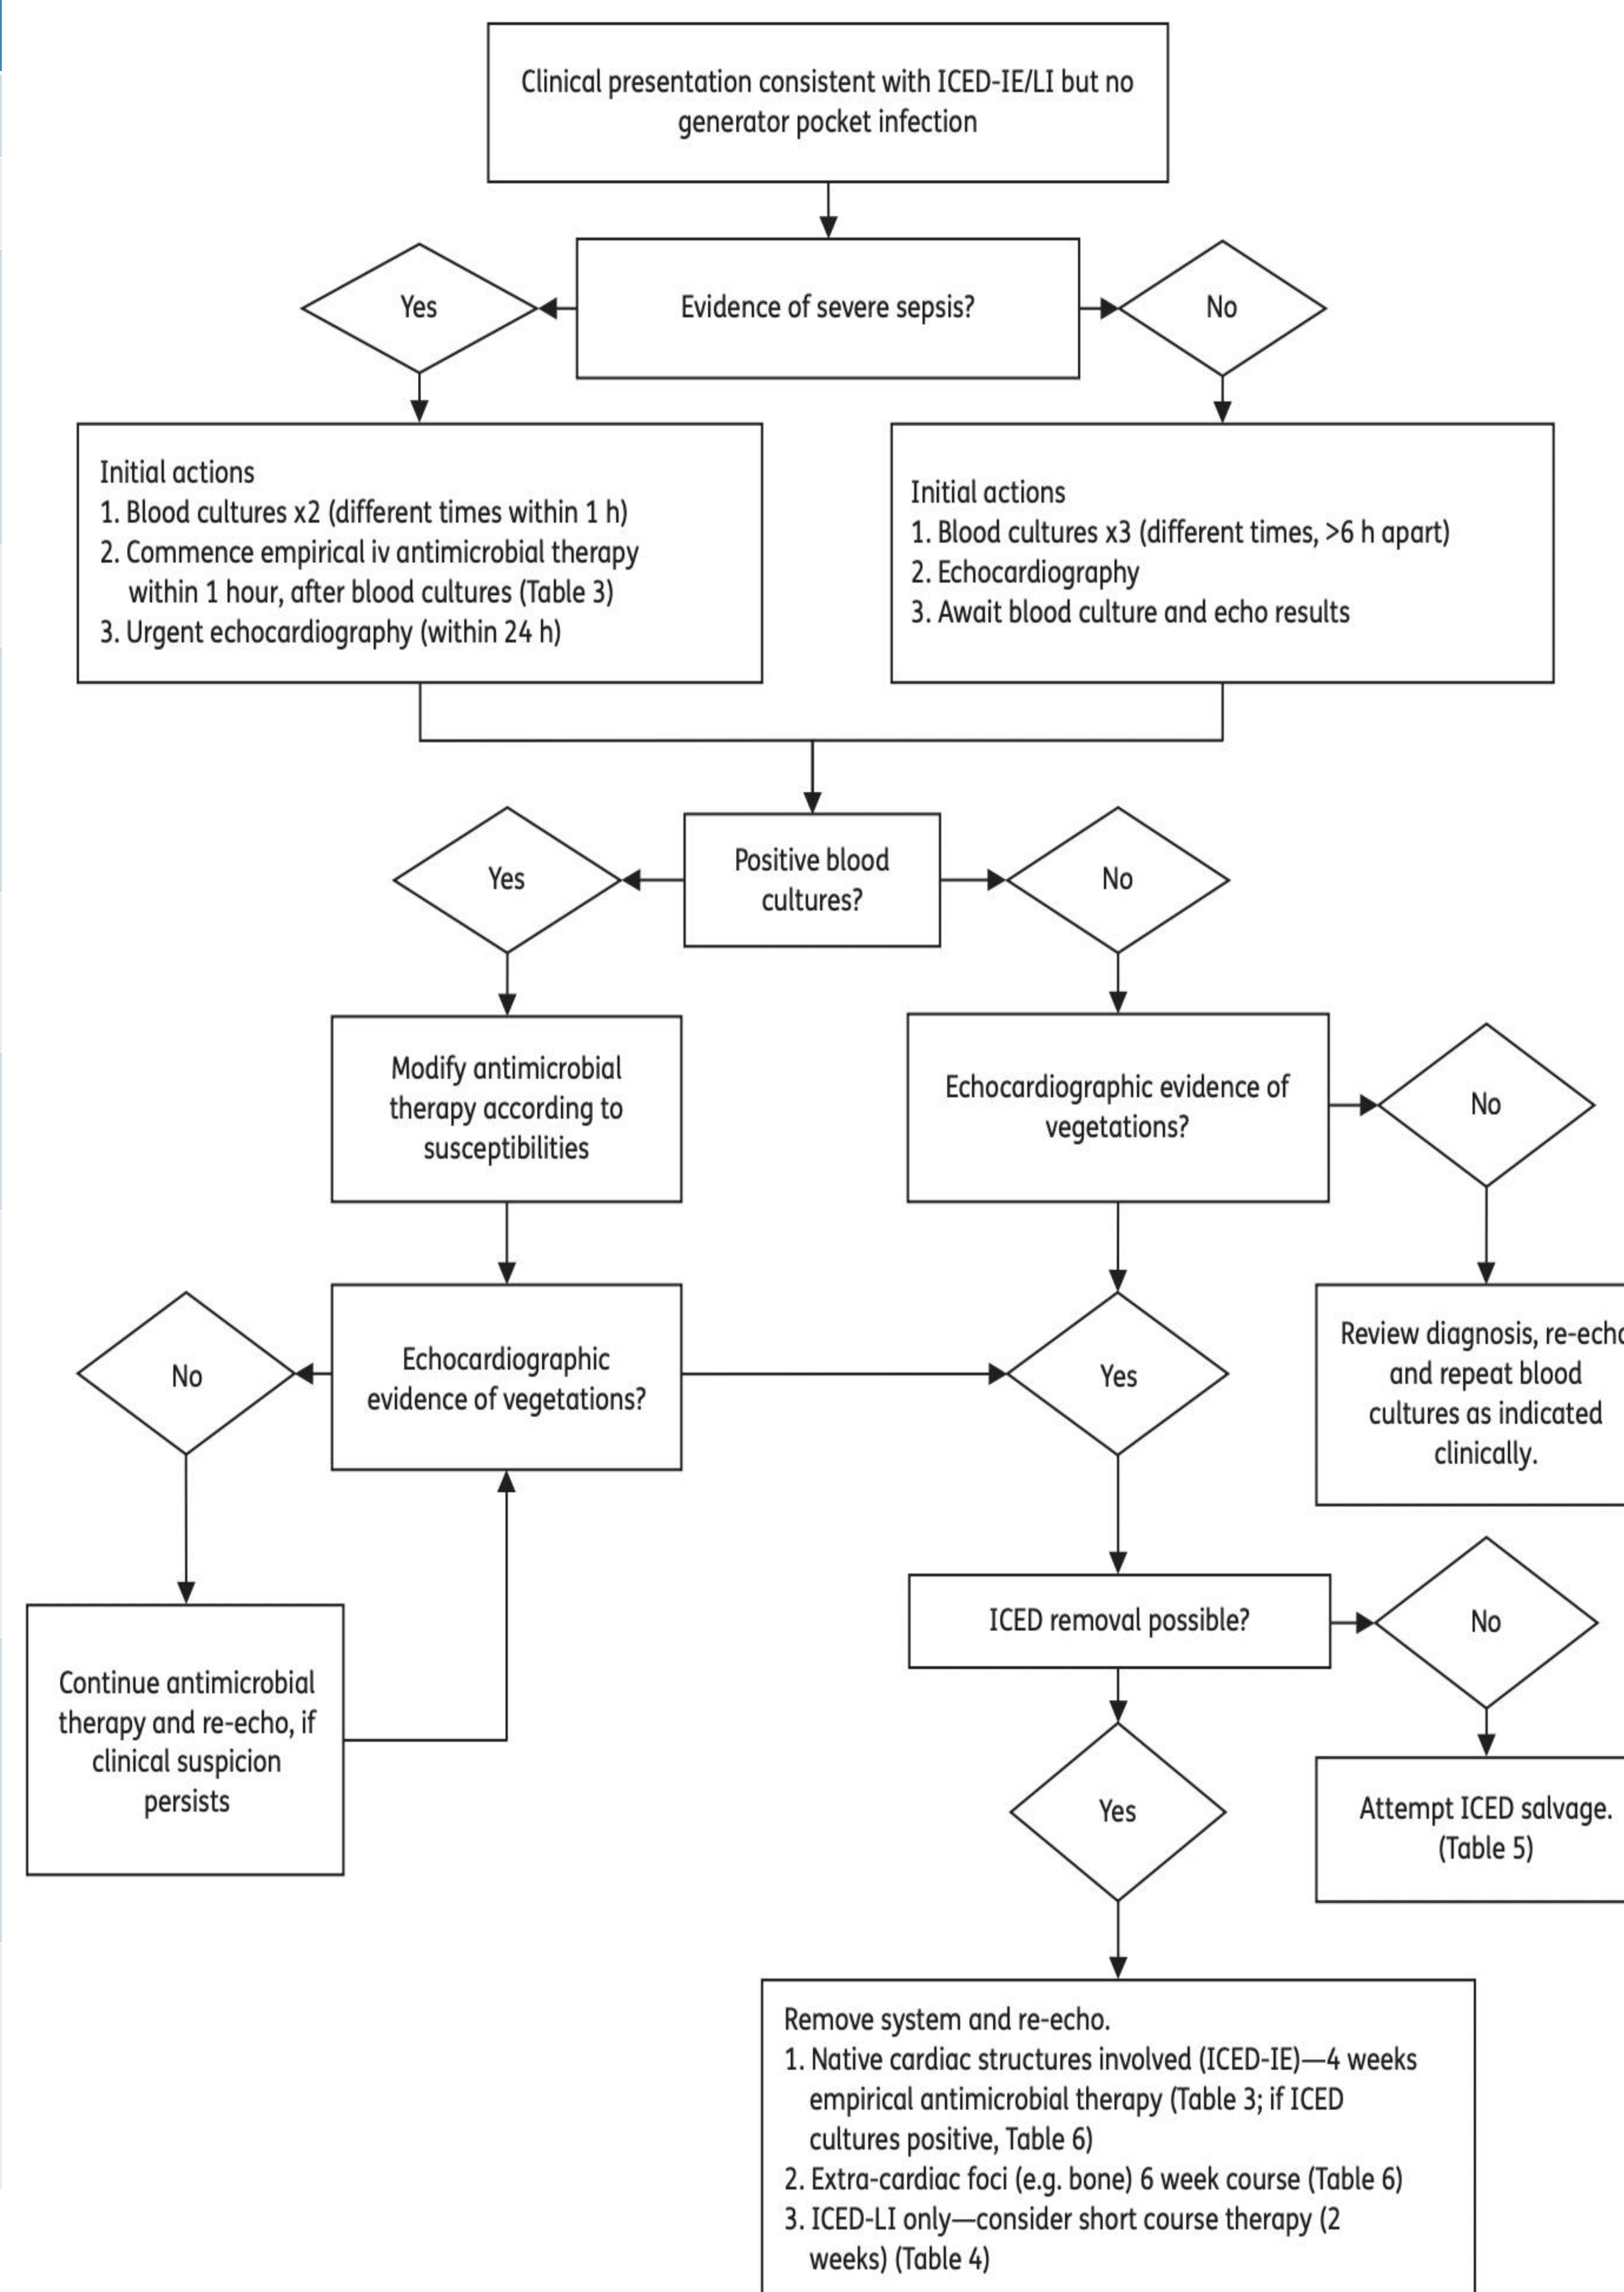 Clinical presentation consistent with ICED-IE/LI but no
generator pocket infection
Yes
Evidence of severe sepsis?
No
Initial actions
1. Blood cultures x2 (different times within 1 h)
2. Commence empirical iv antimicrobial therapy
within 1 hour, after blood cultures (Table 3)
3. Urgent echocardiography (within 24 h)
Initial actions
1. Blood cultures x3 (different times, >6 h apart)
2. Echocardiography
3. Await blood culture and echo results
Yes
Positive blood
cultures?
No
Modify antimicrobial
therapy according to
susceptibilities
Echocardiographic evidence of
vegetations?
No
No
Echocardiographic
evidence of vegetations?
Yes
Review diagnosis, re-echo
and repeat blood
cultures as indicated
clinically.
Continue antimicrobial
therapy and re-echo, if
clinical suspicion
persists
ICED removal possible?
No
Yes
Attempt ICED salvage.
(Table 5)
Remove system and re-echo.
1. Native cardiac structures involved (ICED-IE)—4 weeks
empirical antimicrobial therapy (Table 3; if ICED
cultures positive, Table 6)
2. Extra-cardiac foci (e.g. bone) 6 week course (Table 6)
3. ICED-LI only—consider short course therapy (2
weeks) (Table 4)